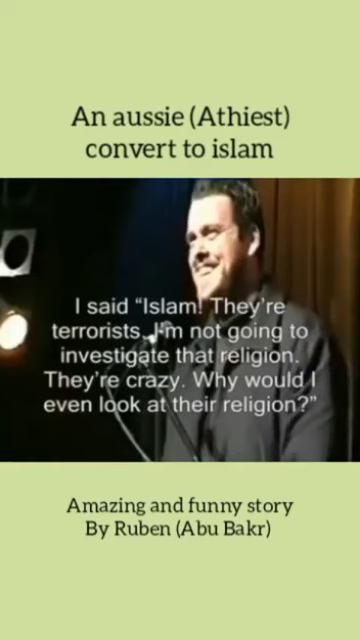 An aussie (Athiest)
convert to islam
I said “Islam! They're
terrorists. I'm not going to
investigate that religion.
They're crazy. Why would I
even look at their religion?”
Amazing and funny story
By Ruben (Abu Bakr)